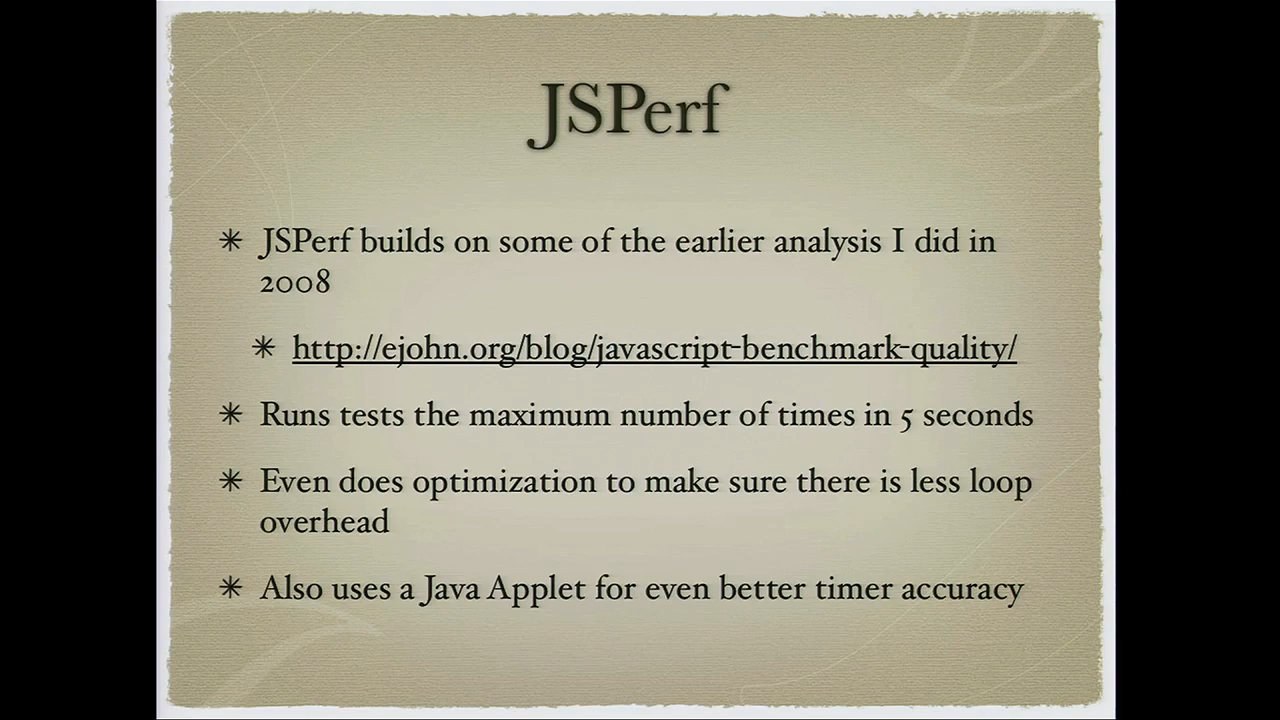 JSPerf
JSPerf builds on some of the earlier analysis I did in
2008
http://ejohn.org/blog/javascript-benchmark-quality/
Runs tests the maximum number of times in 5 seconds
Even does optimization to make sure there is less loop
overhead
Also uses a Java Applet for even better timer accuracy